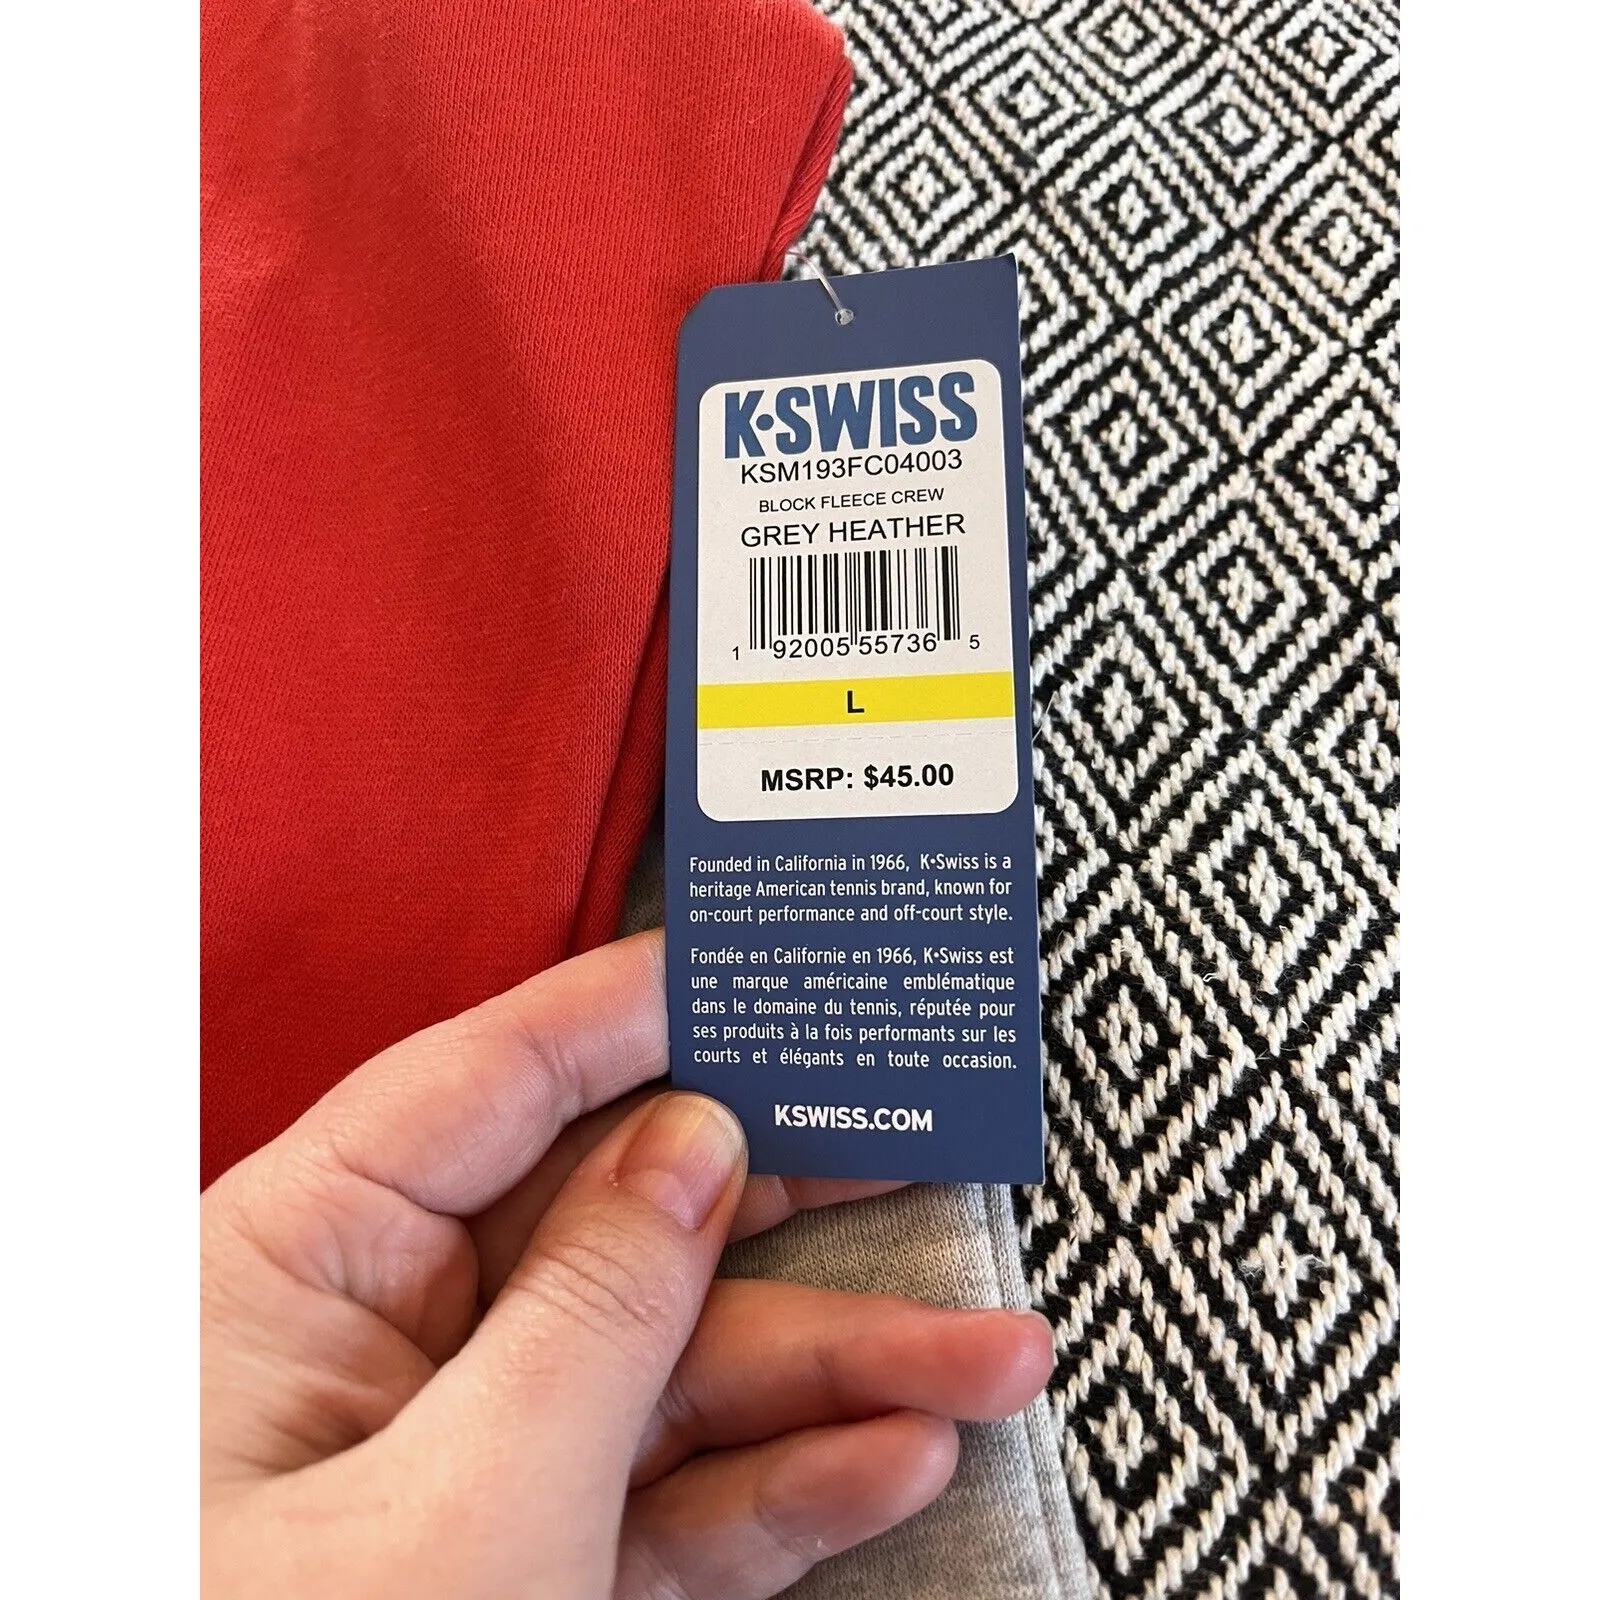 K•SWISS
KSM193FC04003
BLOCK FLEECE CREW
GREY HEATHER
1 92005 55736 5
L
MSRP: $45.00
Founded in California in 1966, K•Swiss is a
heritage American tennis brand, known for
on-court performance and off-court style.
Fondée en Californie en 1966, K•Swiss est
une marque américaine emblématique
dans le domaine du tennis, réputée pour
ses produits à la fois performants sur les
courts et élégants en toute occasion.
KSWISS.COM